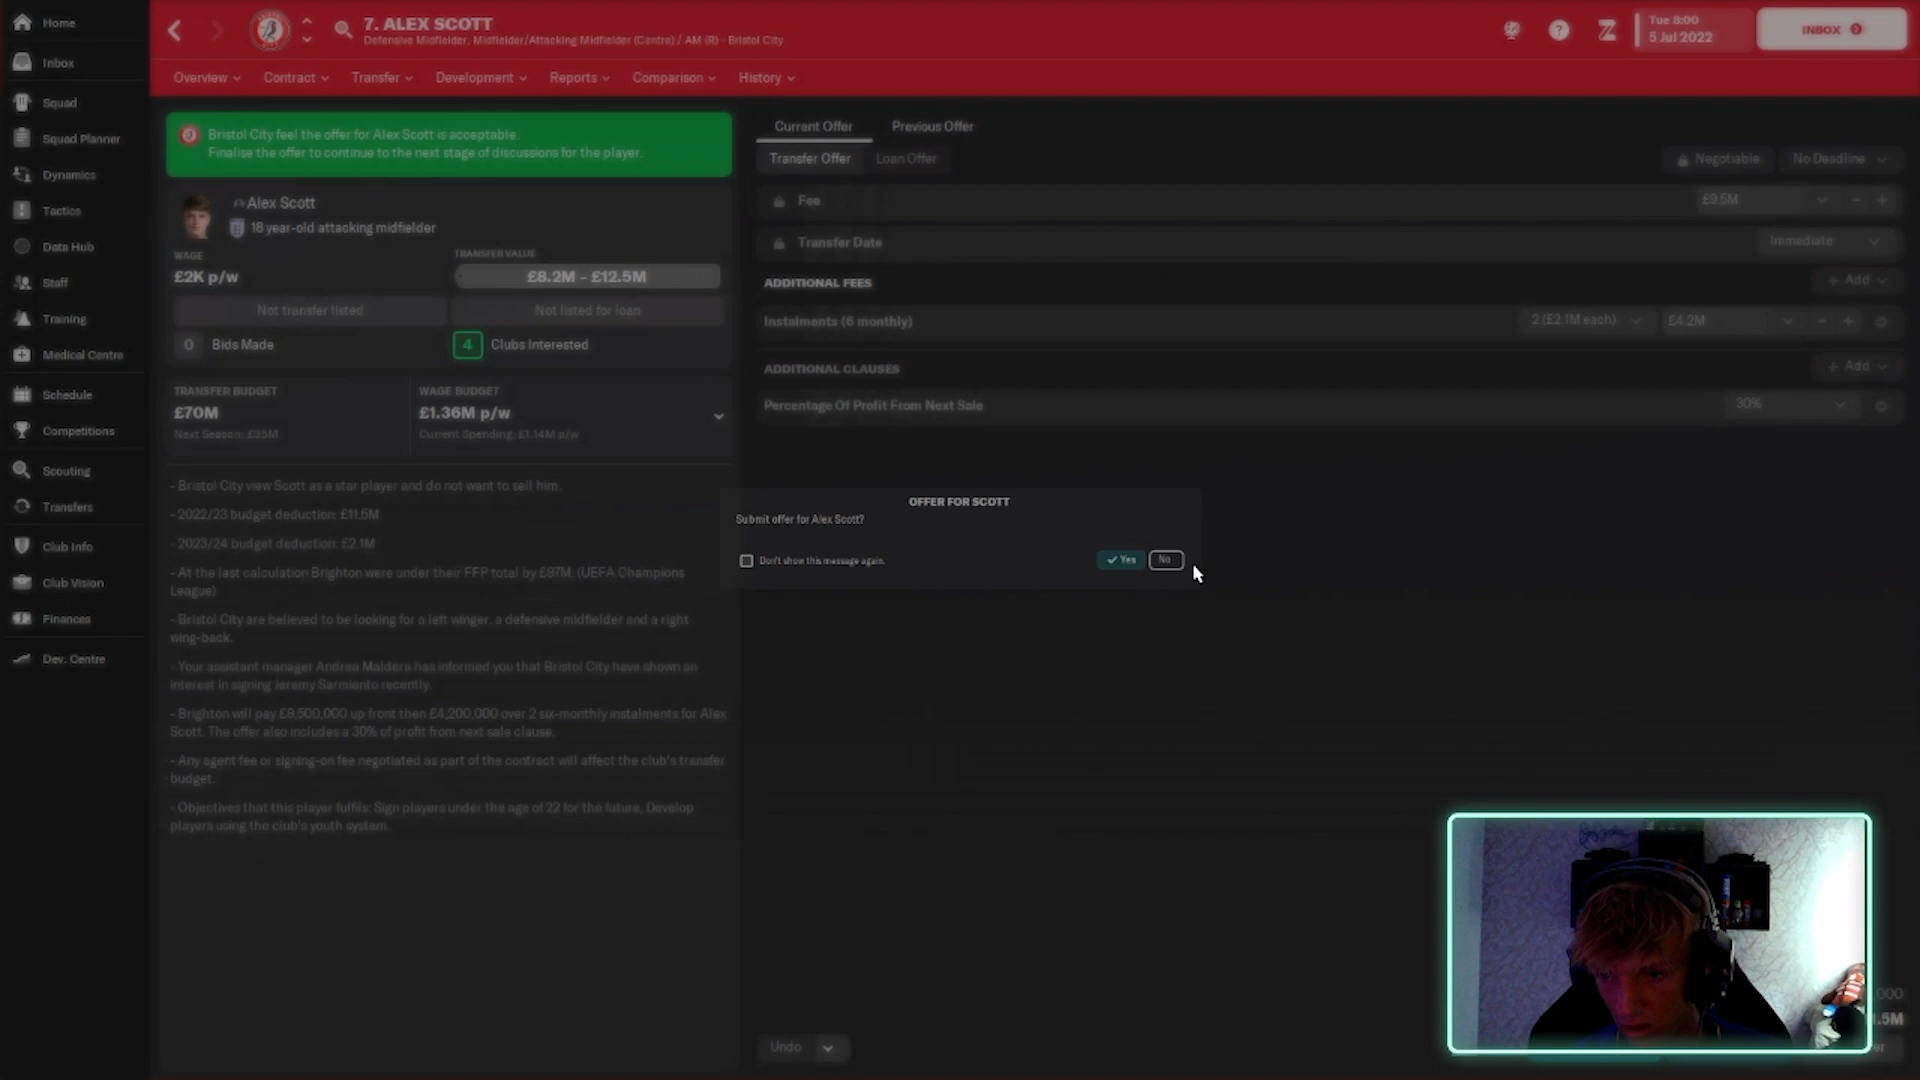 Home
Inbox
Squad
Squad Planner
Dynamics
Tactics
Data Hub
Staff
Training
Medical Centre
Schedule
Competitions
Scouting
Transfers
Club Info
Club Vision
Finances
Dev. Centre
7. ALEX SCOTT
Defensive Midfielder, Midfielder/Attacking Midfielder (Centre) / AM (R) - Bristol City
Tue 8:00
5 Jul 2022
INBOX
Overview
Contract
Transfer
Development
Reports
Comparison
History
Bristol City feel the offer for Alex Scott is acceptable.
Finalise the offer to continue to the next stage of discussions for the player.
Alex Scott
18 year-old attacking midfielder
WAGE
£2K p/w
TRANSFER VALUE
£8.2M - £12.5M
Not transfer listed
Not listed for loan
0 Bids Made
4 Clubs Interested
TRANSFER BUDGET
£70M
Next Season: £35M
WAGE BUDGET
£1.36M p/w
Current Spending: £1.14M p/w
- Bristol City view Scott as a star player and do not want to sell him.
- 2022/23 budget deduction: £11.5M
- 2023/24 budget deduction: £2.1M
- At the last calculation Brighton were under their FFP total by £97M. (UEFA Champions
League)
- Bristol City are believed to be looking for a left winger, a defensive midfielder and a right
wing-back.
- Your assistant manager Andrea Maldera has informed you that Bristol City have shown an
interest in signing Jeremy Sarmiento recently.
- Brighton will pay £9,500,000 up front then £4,200,000 over 2 six-monthly instalments for Alex
Scott. The offer also includes a 30% of profit from next sale clause.
- Any agent fee or signing-on fee negotiated as part of the contract will affect the club's transfer
budget.
- Objectives that this player fulfils: Sign players under the age of 22 for the future, Develop
players using the club's youth system.
Current Offer
Previous Offer
Transfer Offer
Loan Offer
Negotiable
No Deadline
Fee
£9.5M
Transfer Date
Immediate
ADDITIONAL FEES
+ Add
Instalments (6 monthly)
2 (£2.1M each)
£4.2M
ADDITIONAL CLAUSES
+ Add
Percentage Of Profit From Next Sale
30%
OFFER FOR SCOTT
Submit offer for Alex Scott?
Don't show this message again.
Yes
No
Undo